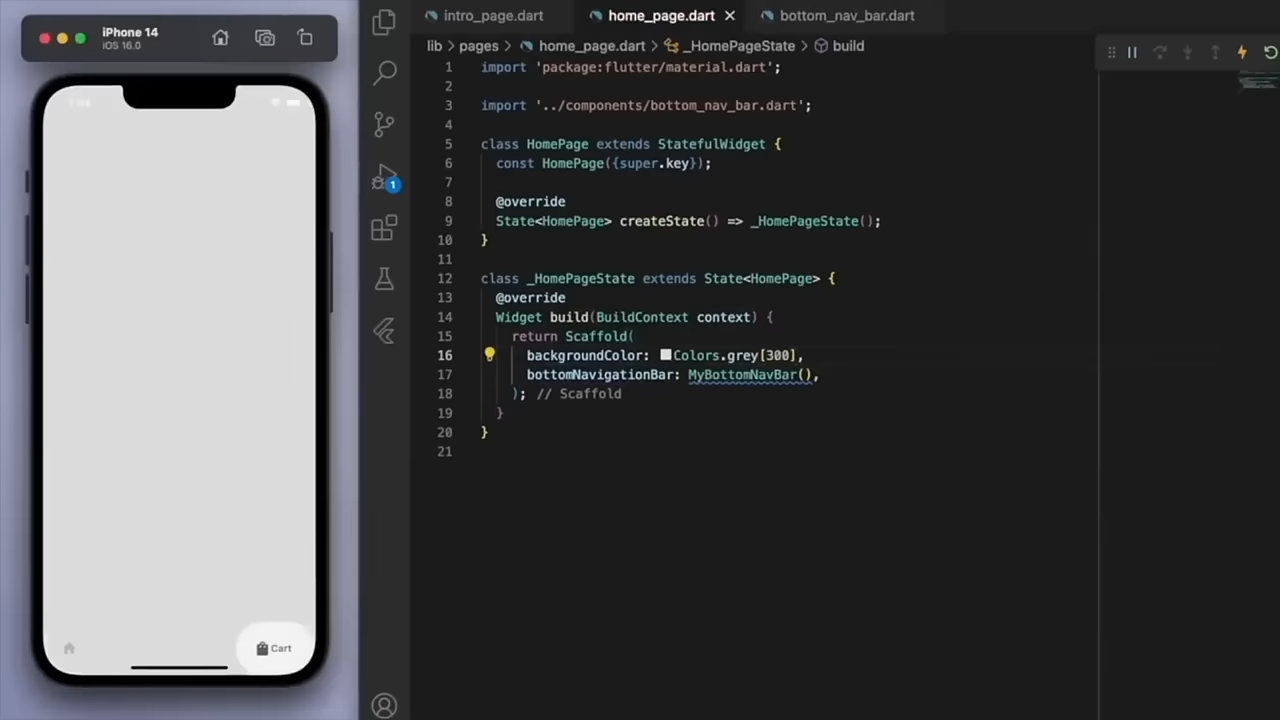 iPhone 14
iOS 16.0
Cart
1
intro_page.dart
home_page.dart
bottom_nav_bar.dart
lib > pages > home_page.dart > _HomePageState > build
1 import 'package:flutter/material.dart';
2
3 import '../components/bottom_nav_bar.dart';
4
5 class HomePage extends StatefulWidget {
6 const HomePage({super.key});
7
8 @override
9 State<HomePage> createState() => _HomePageState();
10 }
11
12 class _HomePageState extends State<HomePage> {
13 @override
14 Widget build(BuildContext context) {
15 return Scaffold(
16 backgroundColor: Colors.grey[300],
17 bottomNavigationBar: MyBottomNavBar(),
18 ); // Scaffold
19 }
20 }
21